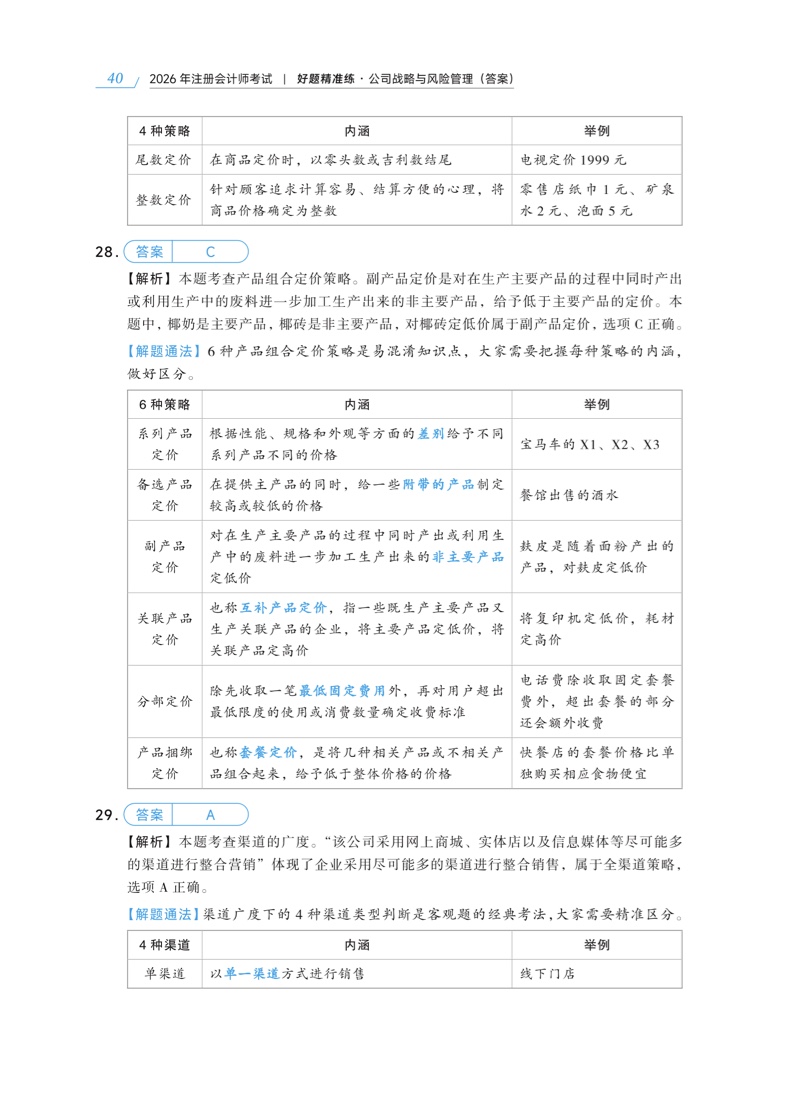 40
2026 年注册会计师考试 | 好题精准练·公司战略与风险管理（答案）
4 种策略 内涵 举例
尾数定价 在商品定价时，以零头数或吉利数结尾 电视定价 1999 元
整数定价 针对顾客追求计算容易、结算方便的心理，将
商品价格确定为整数
零售店纸巾 1 元、矿泉
水 2 元、泡面 5 元
28. 答案 C
【解析】本题考查产品组合定价策略。副产品定价是对在生产主要产品的过程中同时产出
或利用生产中的废料进一步加工生产出来的非主要产品，给予低于主要产品的定价。本
题中，椰奶是主要产品，椰砖是非主要产品，对椰砖定低价属于副产品定价，选项 C 正确。
【解题通法】6 种产品组合定价策略是易混淆知识点，大家需要把握每种策略的内涵，
做好区分。
6 种策略 内涵 举例
系列产品
定价
根据性能、规格和外观等方面的差别给予不同
系列产品不同的价格
宝马车的 X1、X2、X3
备选产品
定价
在提供主产品的同时，给一些附带的产品制定
较高或较低的价格
餐馆出售的酒水
副产品
定价
对在生产主要产品的过程中同时产出或利用生
产中的废料进一步加工生产出来的非主要产品
定低价
麸皮是随着面粉产出的
产品，对麸皮定低价
关联产品
定价
也称互补产品定价，指一些既生产主要产品又
生产关联产品的企业，将主要产品定低价，将
关联产品定高价
将复印机定低价，耗材
定高价
分部定价
除先收取一笔最低固定费用外，再对用户超出
最低限度的使用或消费数量确定收费标准
电话费除收取固定套餐
费外，超出套餐的部分
还会额外收费
产品捆绑
定价
也称套餐定价，是将几种相关产品或不相关产
品组合起来，给予低于整体价格的价格
快餐店的套餐价格比单
独购买相应食物便宜
29. 答案 A
【解析】本题考查渠道的广度。“该公司采用网上商城、实体店以及信息媒体等尽可能多
的渠道进行整合营销”体现了企业采用尽可能多的渠道进行整合销售，属于全渠道策略，
选项 A 正确。
【解题通法】渠道广度下的 4 种渠道类型判断是客观题的经典考法，大家需要精准区分。
4 种渠道 内涵 举例
单渠道 以单一渠道方式进行销售 线下门店